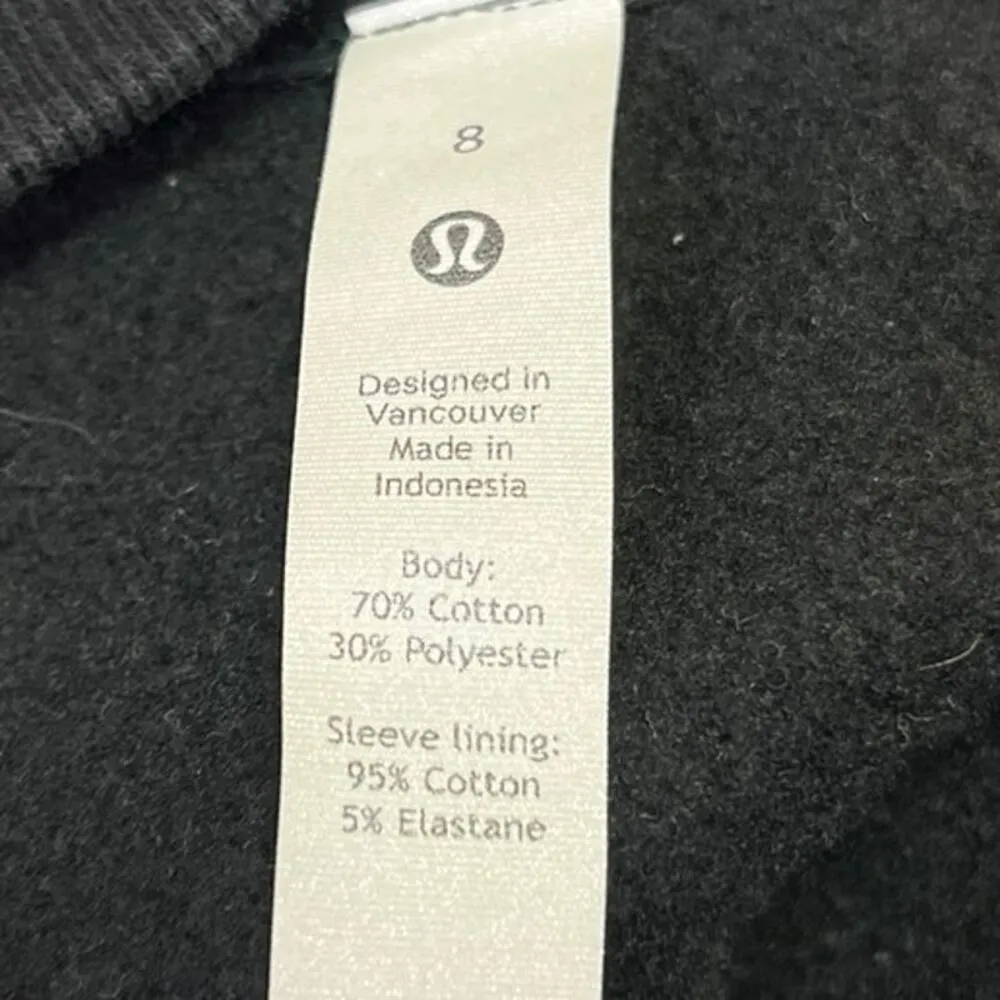 8
Designed in
Vancouver
Made in
Indonesia
Body:
70% Cotton
30% Polyester
Sleeve lining:
95% Cotton
5% Elastane